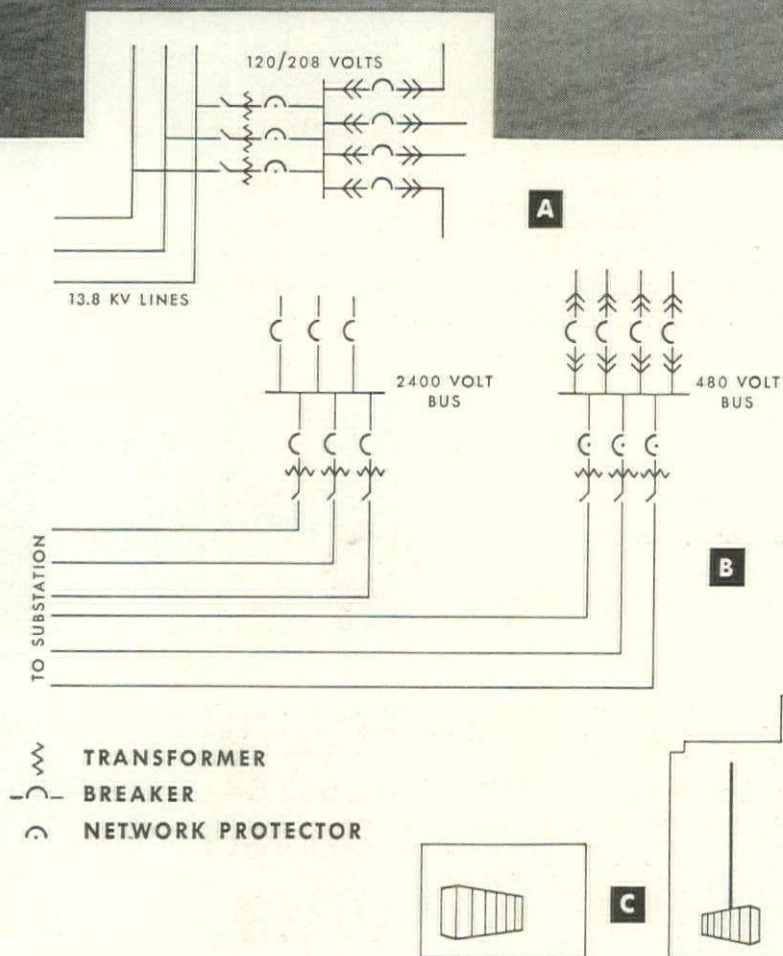 120/208 VOLTS
A
13.8 KV LINES
2400 VOLT
BUS
480 VOLT
BUS
B
TO SUBSTATION
TRANSFORMER
BREAKER
NETWORK PROTECTOR
C